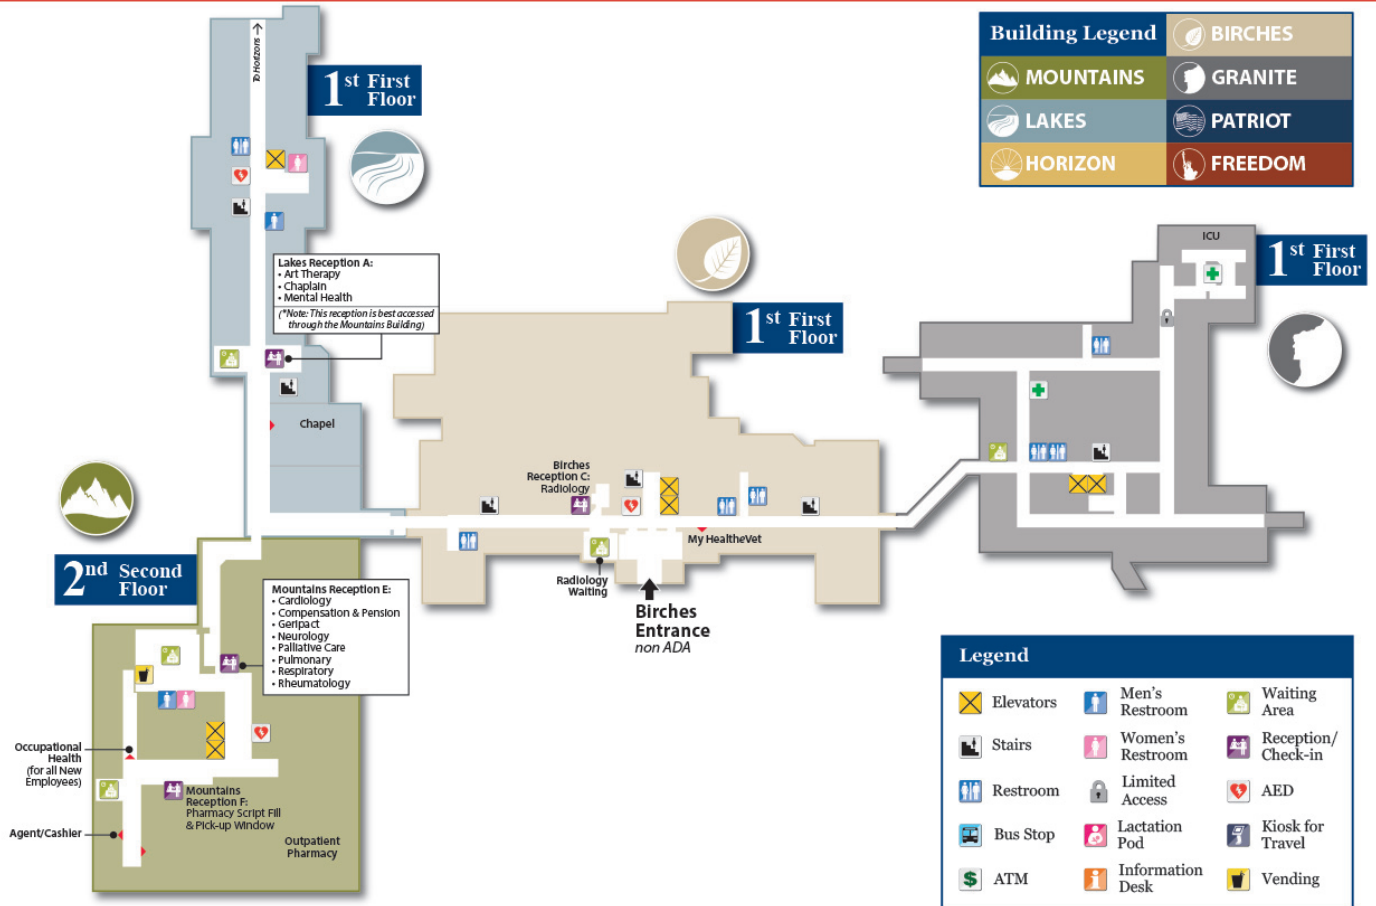 To Horizons
1st First
Floor
Building Legend
BIRCHES
MOUNTAINS
GRANITE
LAKES
PATRIOT
HORIZON
FREEDOM
Lakes Reception A:
• Art Therapy
• Chaplain
• Mental Health
(*Note: This reception is best accessed
through the Mountains Building)
Chapel
1st First
Floor
ICU
1st First
Floor
Birches
Reception C:
Radiology
My HealtheVet
Radiology
Waiting
Birches
Entrance
non ADA
2nd Second
Floor
Mountains Reception E:
• Cardiology
• Compensation & Pension
• Geripact
• Neurology
• Palliative Care
• Pulmonary
• Respiratory
• Rheumatology
Occupational
Health
(for all New
Employees)
Mountains
Reception F:
Pharmacy Script Fill
& Pick-up Window
Agent/Cashier
Outpatient
Pharmacy
Legend
Elevators
Men's
Restroom
Waiting
Area
Stairs
Women's
Restroom
Reception/
Check-in
Restroom
Limited
Access
AED
Bus Stop
Lactation
Pod
Kiosk for
Travel
ATM
Information
Desk
Vending